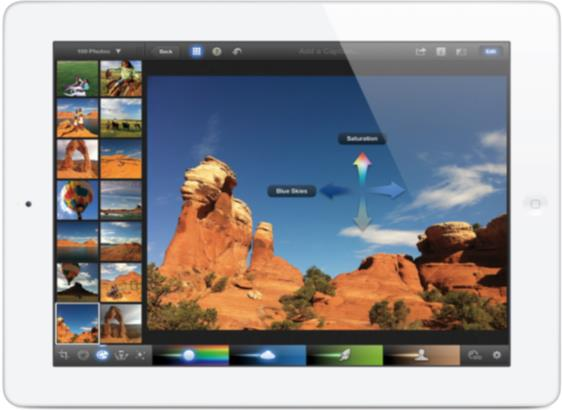 100 Photos ▼
Back
Add a Caption...
Edit
Saturation
Blue Skies